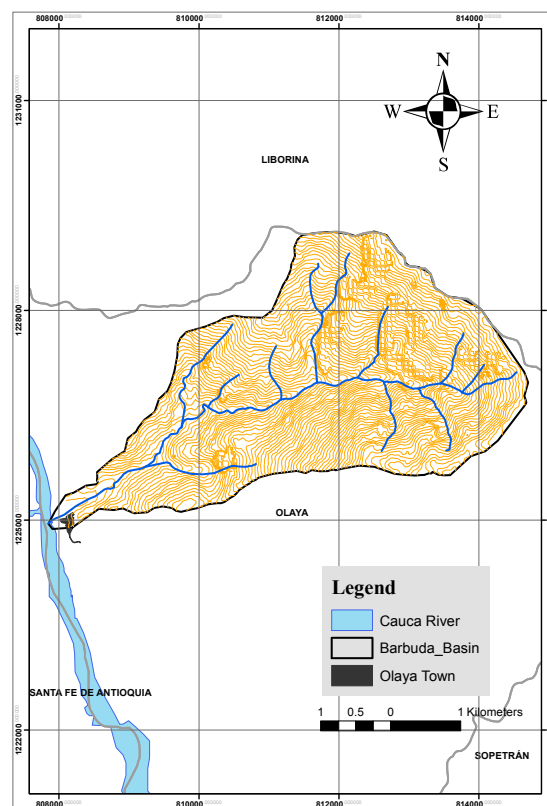 808000 810000 812000 814000
N
W E
S
1231000
LIBORINA
1228000
OLAYA
1225000
Legend
Cauca River
Barbuda_Basin
Olaya Town
SANTA FE DE ANTIOQUIA
1 0.5 0 1 Kilometers
1222000
SOPETRÁN
808000 810000 812000 814000